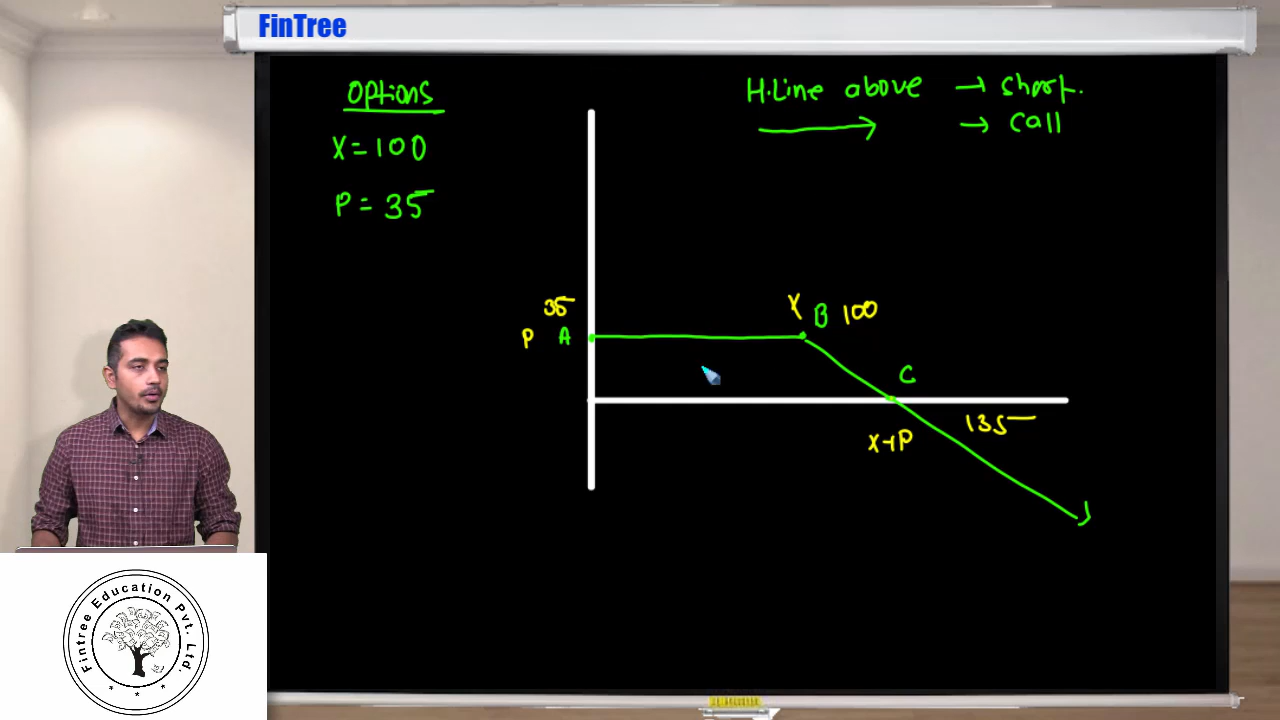 FinTree
Options
X=100
P = 35
H.Line above → short.
→ call
35
P A
X B 100
C
X+P
135
Fintree Education Pvt. Ltd.